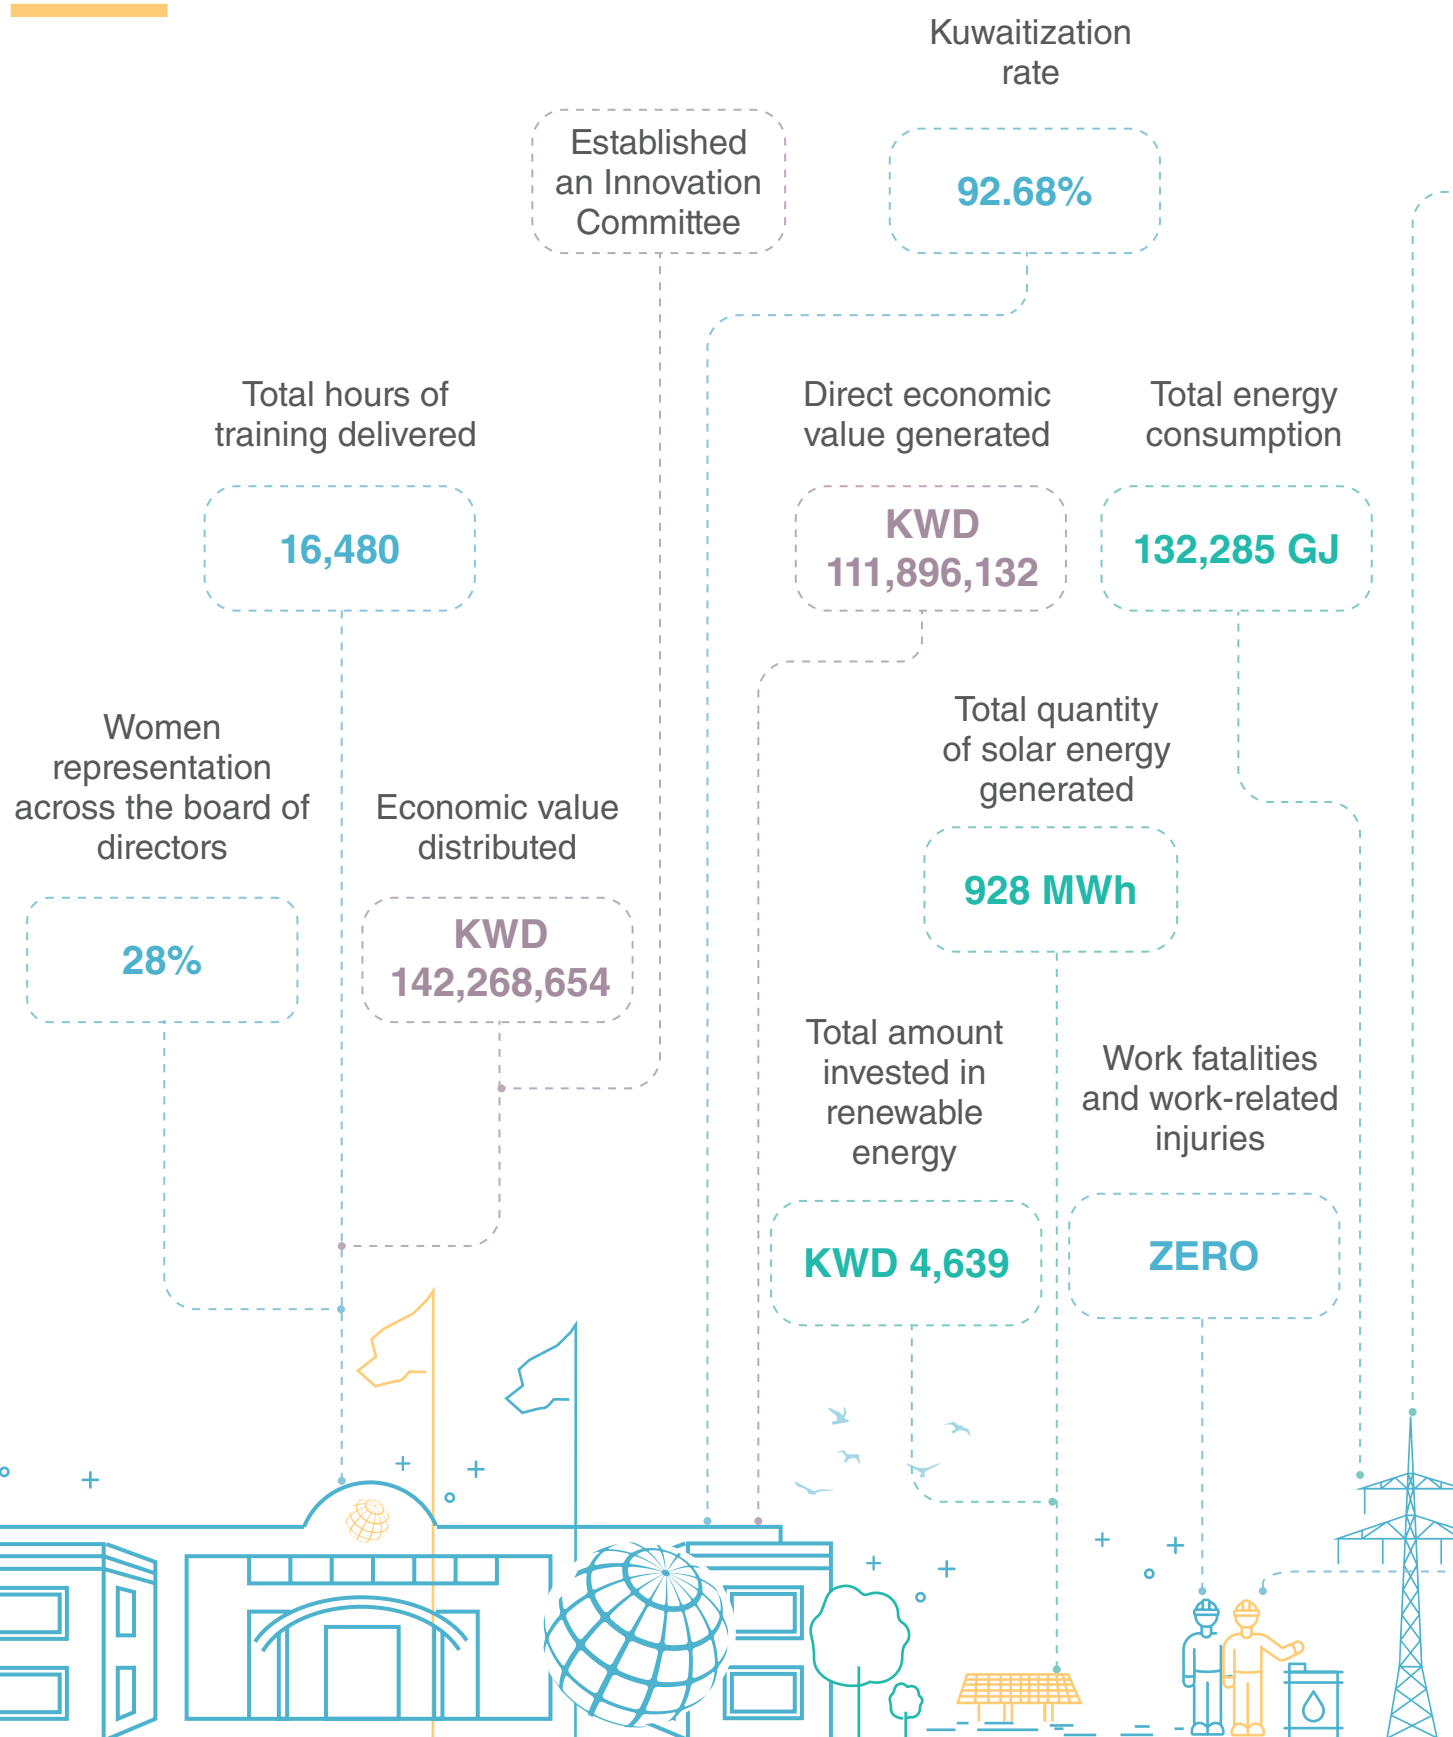 Kuwaitization
rate
92.68%
Established
an Innovation
Committee
Total hours of
training delivered
16,480
Direct economic
value generated
KWD
111,896,132
Total energy
consumption
132,285 GJ
Women
representation
across the board of
directors
28%
Economic value
distributed
KWD
142,268,654
Total quantity
of solar energy
generated
928 MWh
Total amount
invested in
renewable
energy
KWD 4,639
Work fatalities
and work-related
injuries
ZERO